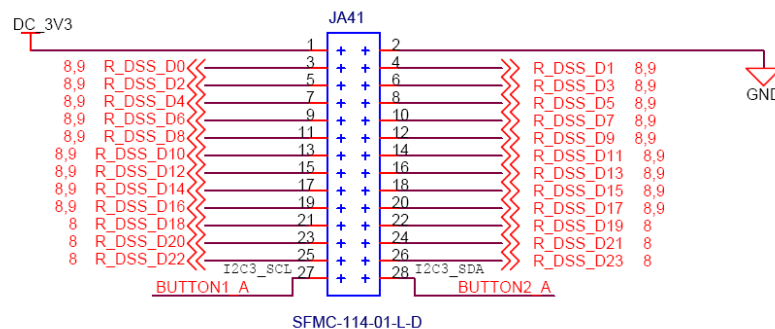 JA41
DC_3V3
1 2
GND
8,9 R_DSS_D0 3 4 R_DSS_D1 8,9
8,9 R_DSS_D2 5 6 R_DSS_D3 8,9
8,9 R_DSS_D4 7 8 R_DSS_D5 8,9
8,9 R_DSS_D6 9 10 R_DSS_D7 8,9
8,9 R_DSS_D8 11 12 R_DSS_D9 8,9
8,9 R_DSS_D10 13 14 R_DSS_D11 8,9
8,9 R_DSS_D12 15 16 R_DSS_D13 8,9
8,9 R_DSS_D14 17 18 R_DSS_D15 8,9
8,9 R_DSS_D16 19 20 R_DSS_D17 8,9
8 R_DSS_D18 21 22 R_DSS_D19 8
8 R_DSS_D20 23 24 R_DSS_D21 8
8 R_DSS_D22 25 26 R_DSS_D23 8
I2C3_SCL 27 28 I2C3_SDA
BUTTON1_A BUTTON2_A
SFMC-114-01-L-D